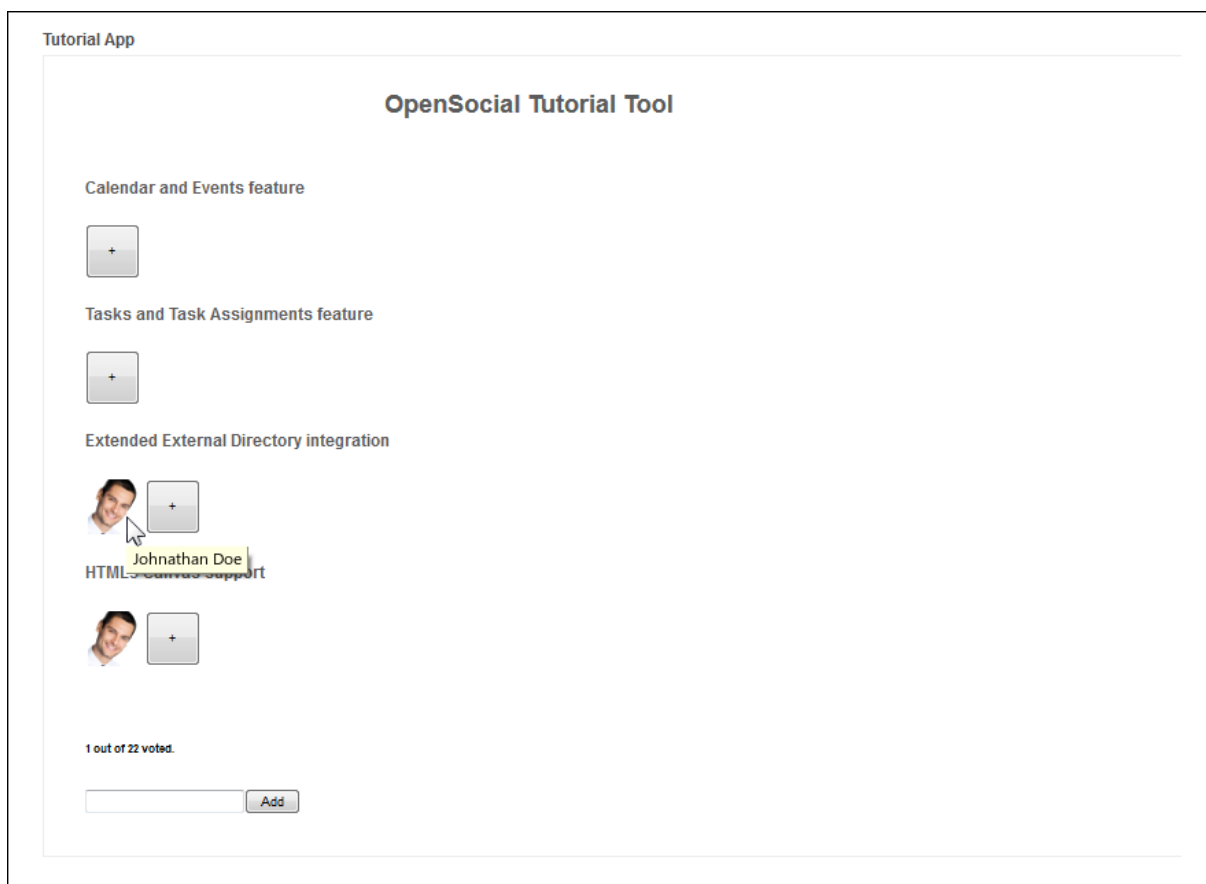 Tutorial App
OpenSocial Tutorial Tool
Calendar and Events feature
+
Tasks and Task Assignments feature
+
Extended External Directory integration
+
Johnathan Doe
HTML5 Canvas support
+
1 out of 22 voted.
Add